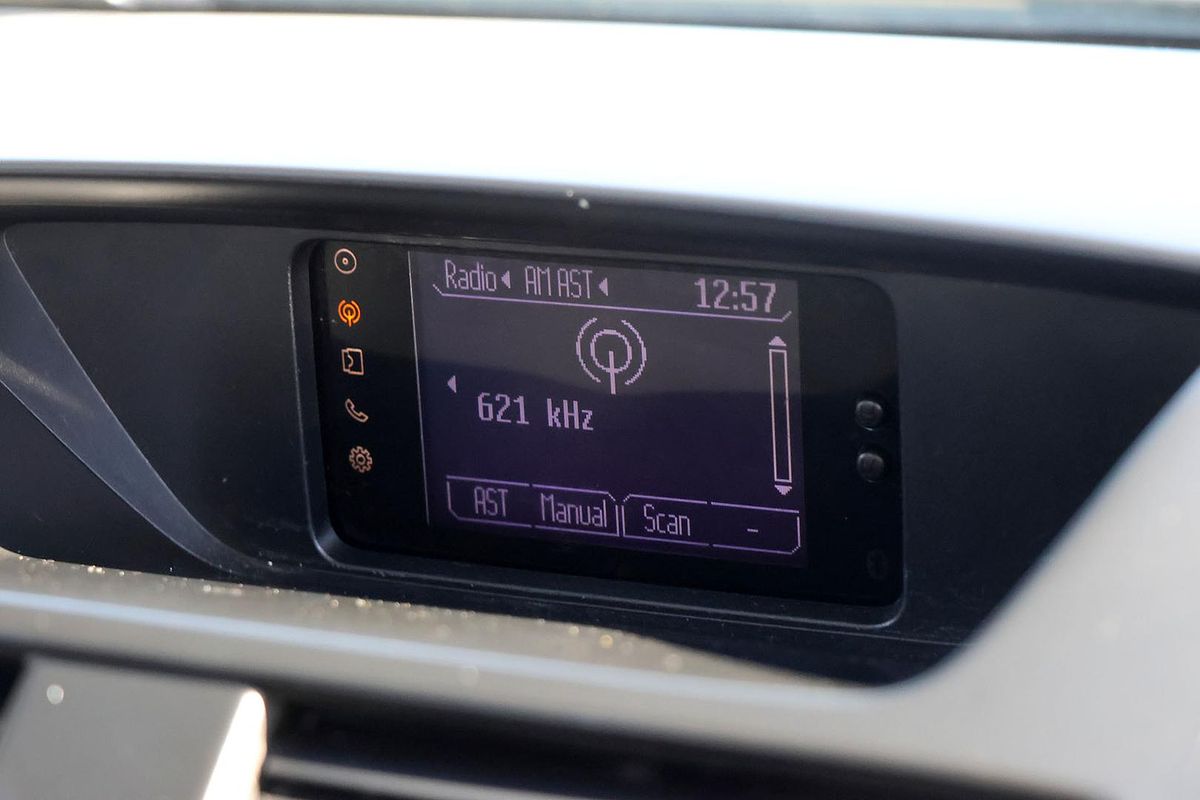 Radio AM AST 12:57
621 kHz
AST Manual Scan -